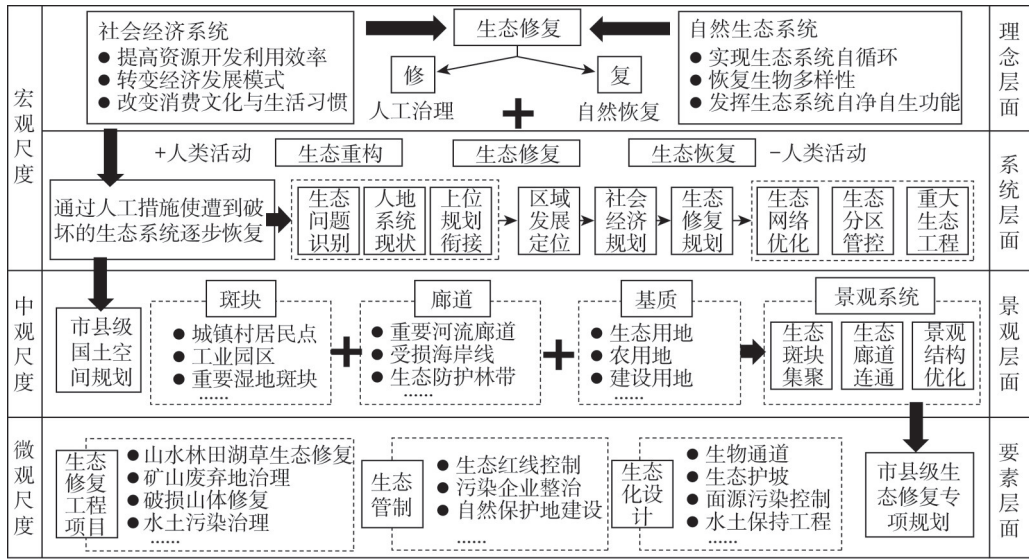 宏观尺度
社会经济系统
● 提高资源开发利用效率
● 转变经济发展模式
● 改变消费文化与生活习惯
生态修复
修
复
人工治理
+
自然恢复
自然生态系统
● 实现生态系统自循环
● 恢复生物多样性
● 发挥生态系统自净自生功能
理念层面
+人类活动
生态重构
生态修复
生态恢复
−人类活动
通过人工措施使遭到破
坏的生态系统逐步恢复
生态
问题
识别
人地
系统
现状
上位
规划
衔接
区域
发展
定位
社会
经济
规划
生态
修复
规划
生态
网络
优化
生态
分区
管控
重大
生态
工程
系统层面
中观尺度
市县级
国土空
间规划
斑块
● 城镇村居民点
● 工业园区
● 重要湿地斑块
……
+
廊道
● 重要河流廊道
● 受损海岸线
● 生态防护林带
……
+
基质
● 生态用地
● 农用地
● 建设用地
……
景观系统
生态
斑块
集聚
生态
廊道
连通
景观
结构
优化
景观层面
微观尺度
生态
修复
工程
项目
● 山水林田湖草生态修复
● 矿山废弃地治理
● 破损山体修复
● 水土污染治理
……
生态
管制
● 生态红线控制
● 污染企业整治
● 自然保护地建设
……
生态
化设
计
● 生物通道
● 生态护坡
● 面源污染控制
● 水土保持工程
……
市县级生
态修复专
项规划
要素层面